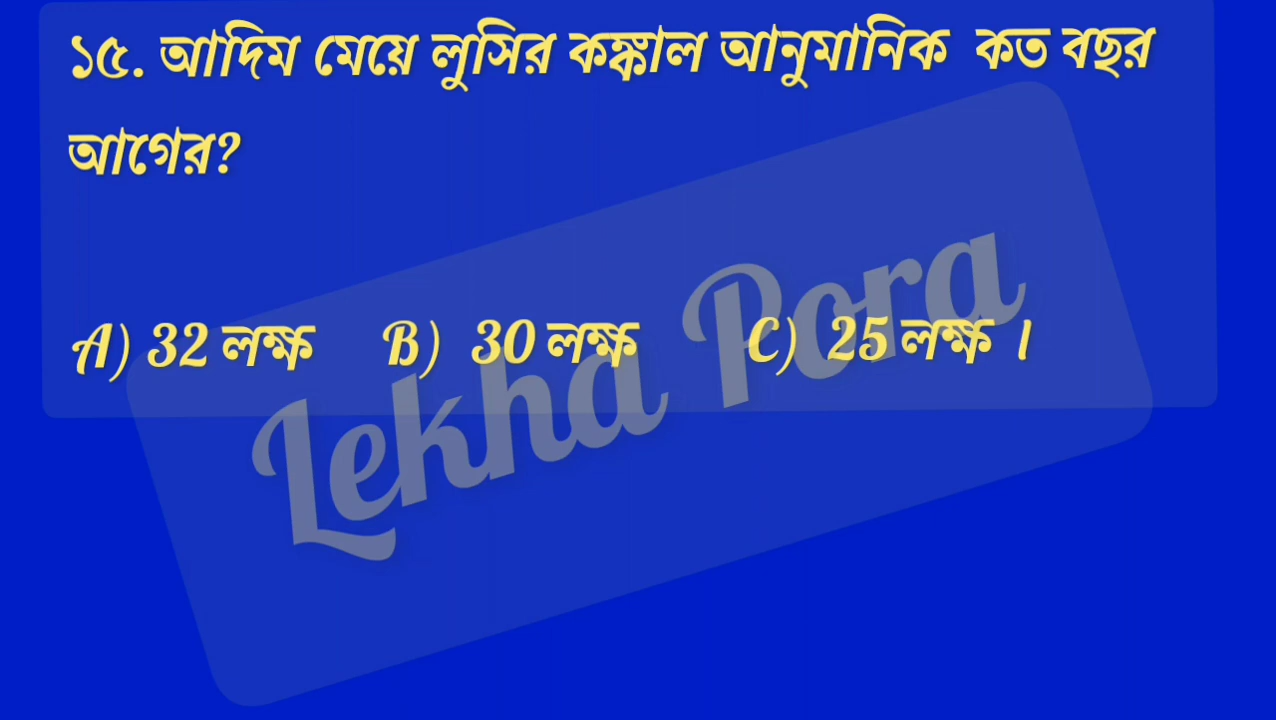 ১৫. আদিম মেয়ে লুসির কঙ্কাল আনুমানিক কত বছর
আগের?
A) 32 লক্ষ B) 30 লক্ষ C) 25 লক্ষ ।
Lekha Pora